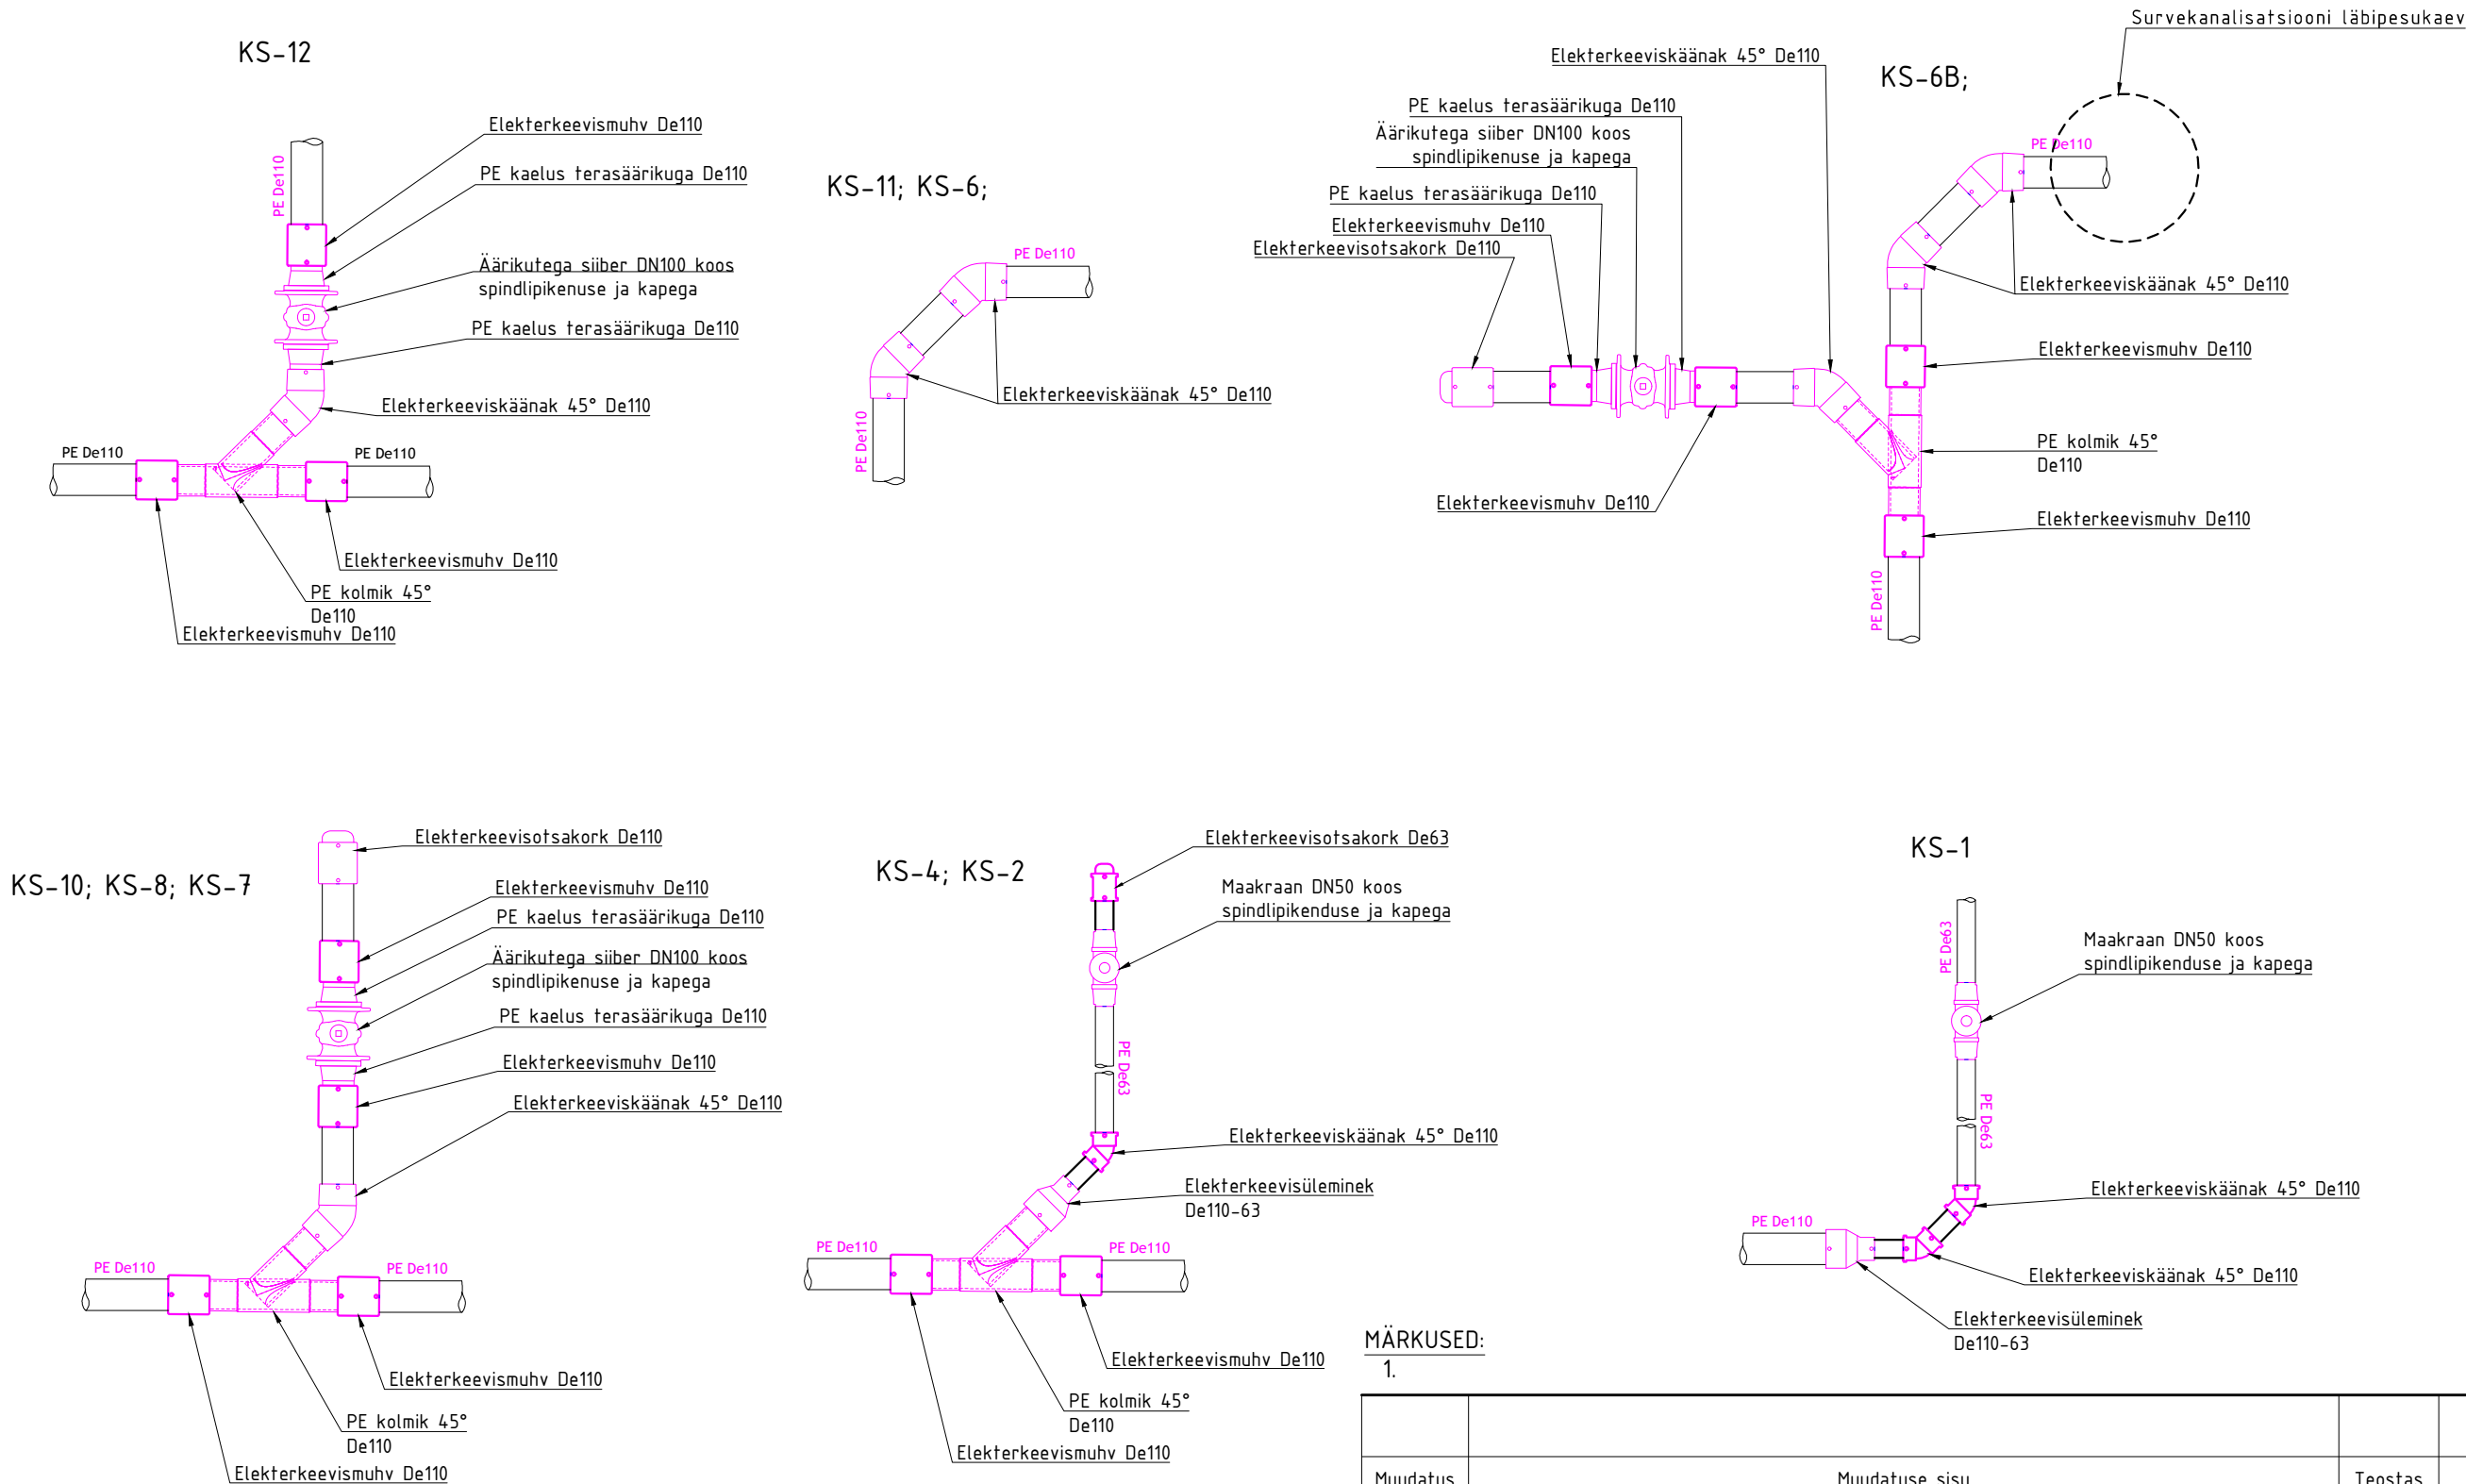 KS-12
Elekterkeevismuhv De110
PE De110
PE kaelus terasäärikuga De110
Äärikutega siiber DN100 koos
spindlipikenuse ja kapega
PE kaelus terasäärikuga De110
Elekterkeeviskäänak 45° De110
PE De110
PE De110
Elekterkeevismuhv De110
PE kolmik 45°
De110
Elekterkeevismuhv De110
KS-11; KS-6;
PE De110
Elekterkeeviskäänak 45° De110
PE De110
Survekanalisatsiooni läbipesukaev
KS-6B;
Elekterkeeviskäänak 45° De110
PE kaelus terasäärikuga De110
Äärikutega siiber DN100 koos
spindlipikenuse ja kapega
PE kaelus terasäärikuga De110
Elekterkeevismuhv De110
Elekterkeevisotsakork De110
PE De110
Elekterkeeviskäänak 45° De110
Elekterkeevismuhv De110
PE kolmik 45°
De110
Elekterkeevismuhv De110
Elekterkeevismuhv De110
PE De110
KS-10; KS-8; KS-7
Elekterkeevisotsakork De110
Elekterkeevismuhv De110
PE kaelus terasäärikuga De110
Äärikutega siiber DN100 koos
spindlipikenuse ja kapega
PE kaelus terasäärikuga De110
Elekterkeevismuhv De110
Elekterkeeviskäänak 45° De110
PE De110
PE De110
Elekterkeevismuhv De110
PE kolmik 45°
De110
Elekterkeevismuhv De110
KS-4; KS-2
Elekterkeevisotsakork De63
Maakraan DN50 koos
spindlipikenduse ja kapega
PE De63
Elekterkeeviskäänak 45° De110
Elekterkeevisüleminek
De110-63
PE De110
PE De110
Elekterkeevismuhv De110
PE kolmik 45°
De110
Elekterkeevismuhv De110
KS-1
PE De63
Maakraan DN50 koos
spindlipikenduse ja kapega
PE De63
Elekterkeeviskäänak 45° De110
PE De110
Elekterkeeviskäänak 45° De110
Elekterkeevisüleminek
De110-63
MÄRKUSED:
1.
Muudatus
Muudatuse sisu
Teostas